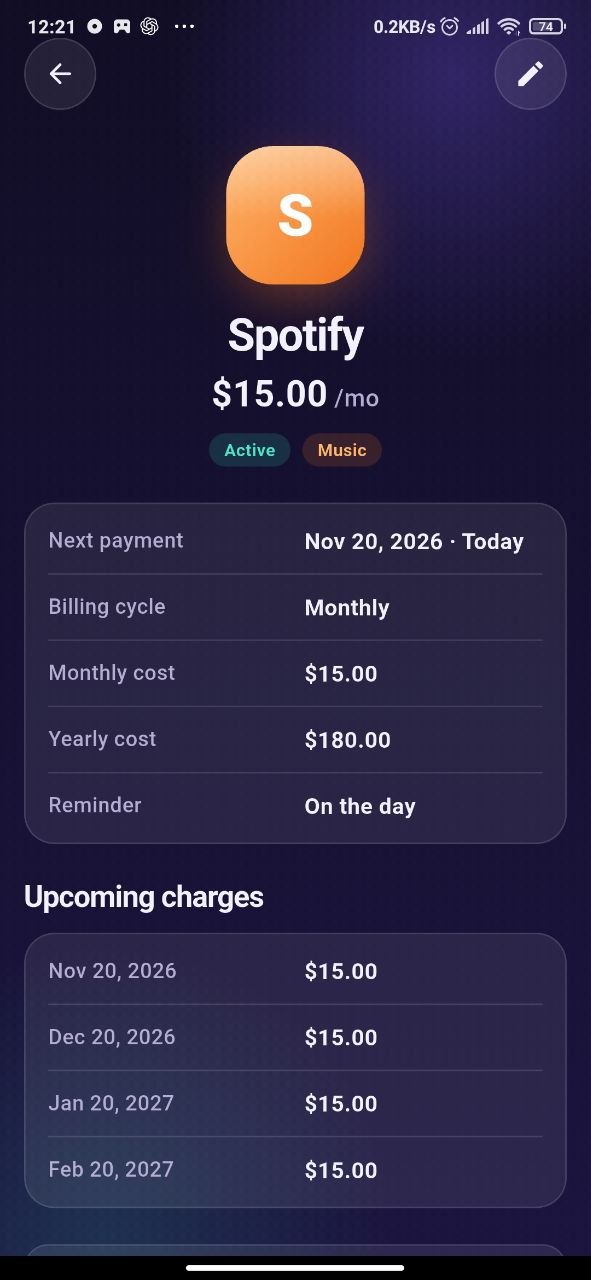 12:21 0.2KB/s 74
S
Spotify
$15.00 /mo
Active Music
Next payment Nov 20, 2026 · Today
Billing cycle Monthly
Monthly cost $15.00
Yearly cost $180.00
Reminder On the day
Upcoming charges
Nov 20, 2026 $15.00
Dec 20, 2026 $15.00
Jan 20, 2027 $15.00
Feb 20, 2027 $15.00